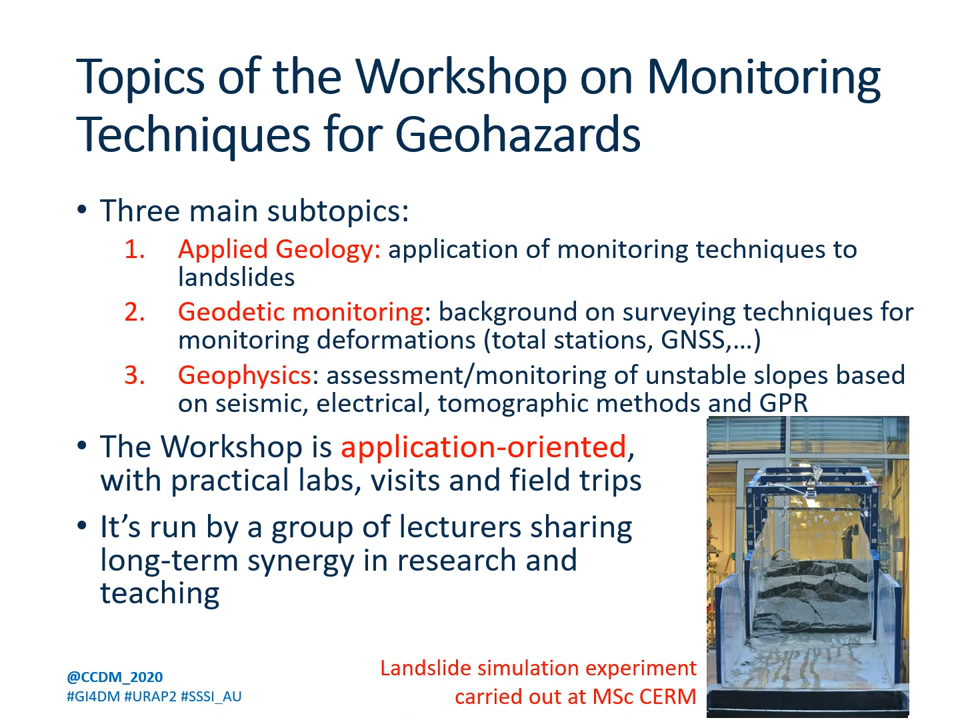 Topics of the Workshop on Monitoring
Techniques for Geohazards
• Three main subtopics:
1. Applied Geology: application of monitoring techniques to
landslides
2. Geodetic monitoring: background on surveying techniques for
monitoring deformations (total stations, GNSS,…)
3. Geophysics: assessment/monitoring of unstable slopes based
on seismic, electrical, tomographic methods and GPR
• The Workshop is application-oriented,
with practical labs, visits and field trips
• It’s run by a group of lecturers sharing
long-term synergy in research and
teaching
Landslide simulation experiment
carried out at MSc CERM
@CCDM_2020
#GI4DM #URAP2 #SSSI_AU